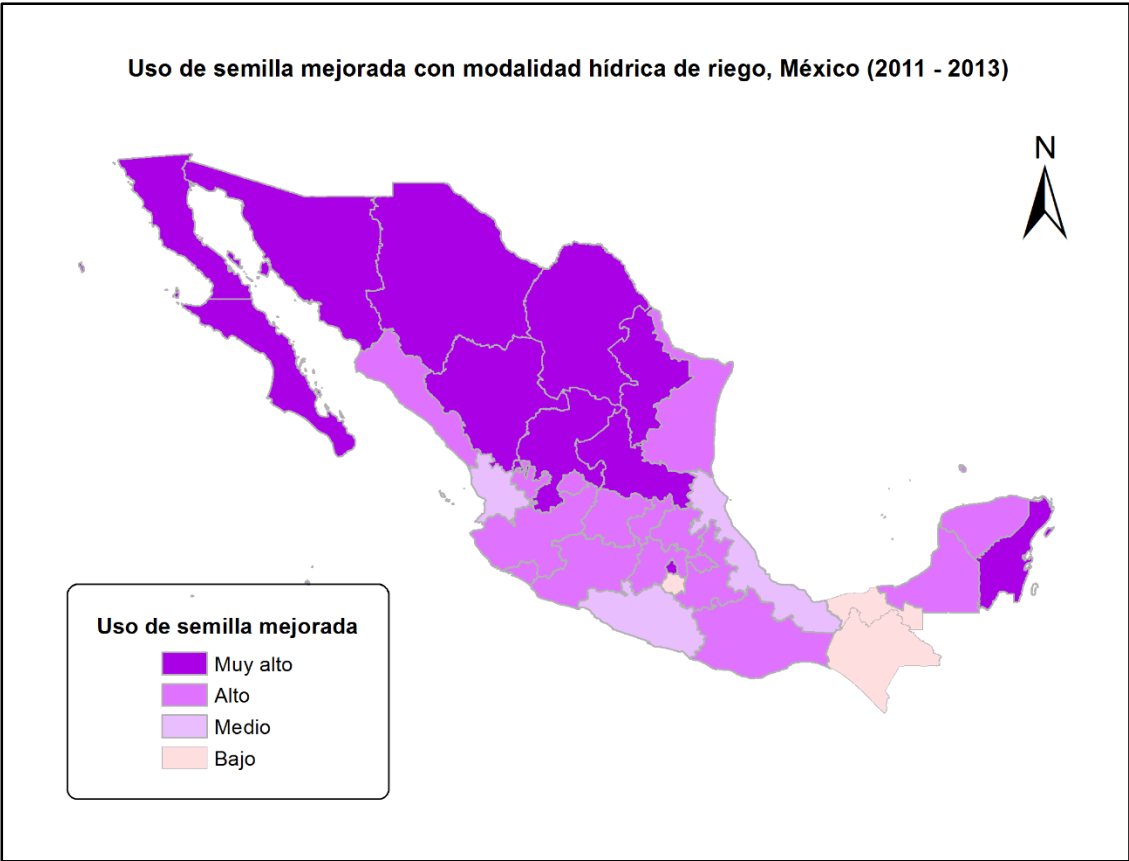 Uso de semilla mejorada con modalidad hídrica de riego, México (2011 - 2013)
N
Uso de semilla mejorada
Muy alto
Alto
Medio
Bajo